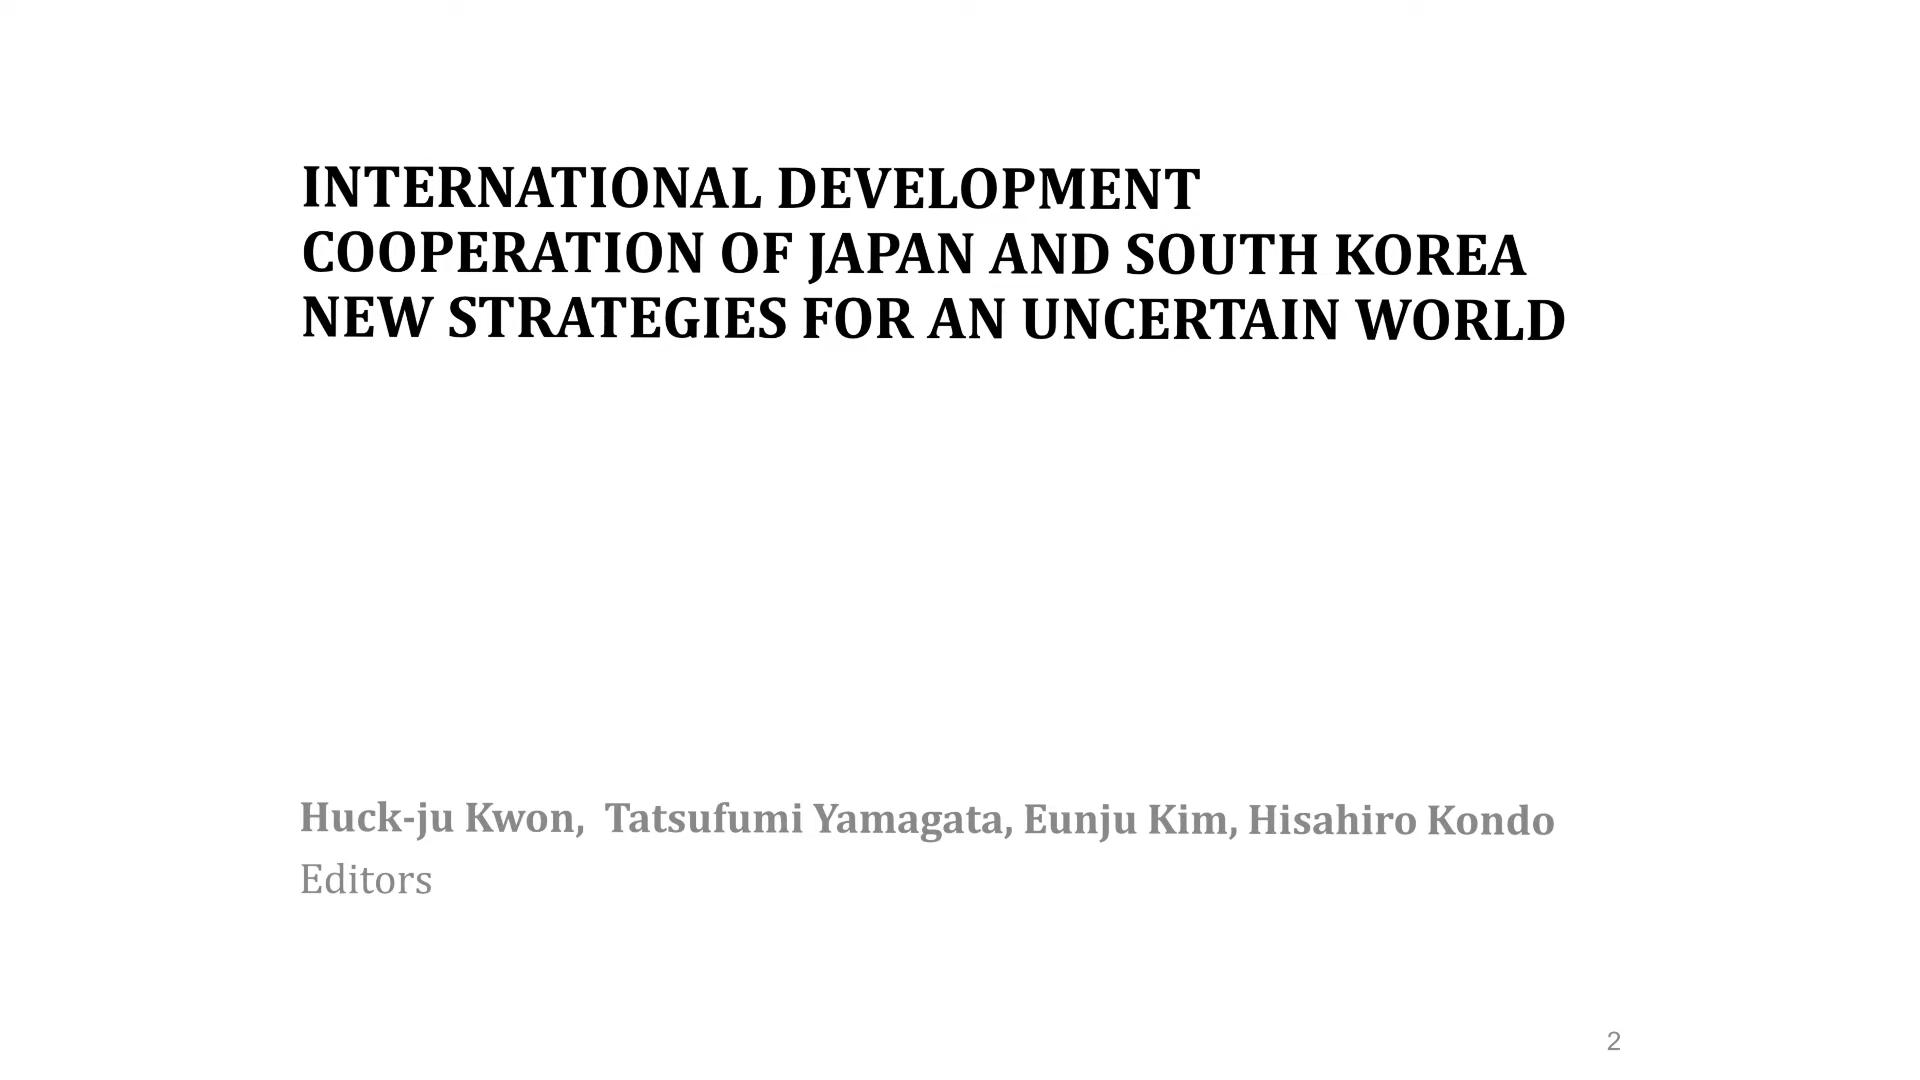 INTERNATIONAL DEVELOPMENT
COOPERATION OF JAPAN AND SOUTH KOREA
NEW STRATEGIES FOR AN UNCERTAIN WORLD
Huck-ju Kwon,  Tatsufumi Yamagata, Eunju Kim, Hisahiro Kondo
Editors
2